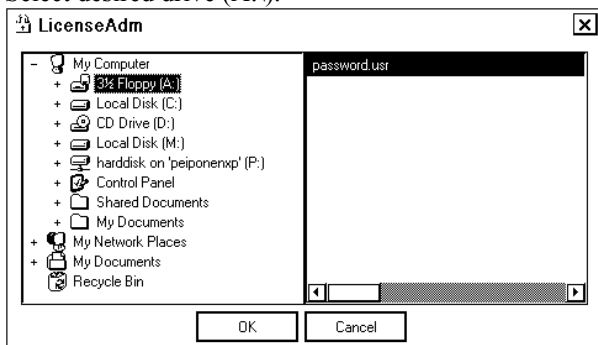 Select desired drive (A:\).
LicenseAdm
My Computer
3½ Floppy (A:)
Local Disk (C:)
CD Drive (D:)
Local Disk (M:)
harddisk on 'peiponenxp' (P:)
Control Panel
Shared Documents
My Documents
My Network Places
My Documents
Recycle Bin
password.usr
OK
Cancel